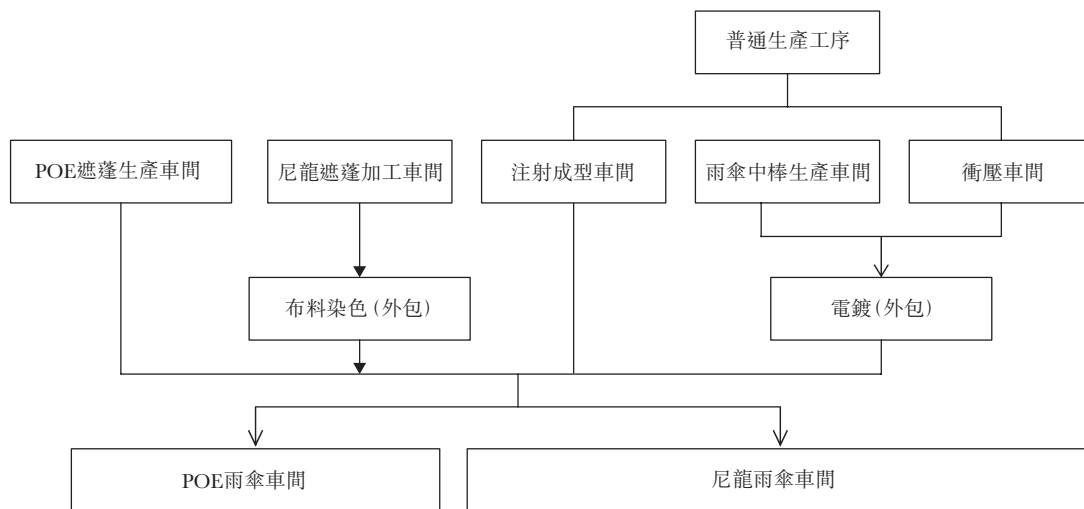 普通生產工序
POE遮蓬生產車間
尼龍遮蓬加工車間
注射成型車間
雨傘中棒生產車間
衝壓車間
布料染色(外包)
電鍍(外包)
POE雨傘車間
尼龍雨傘車間